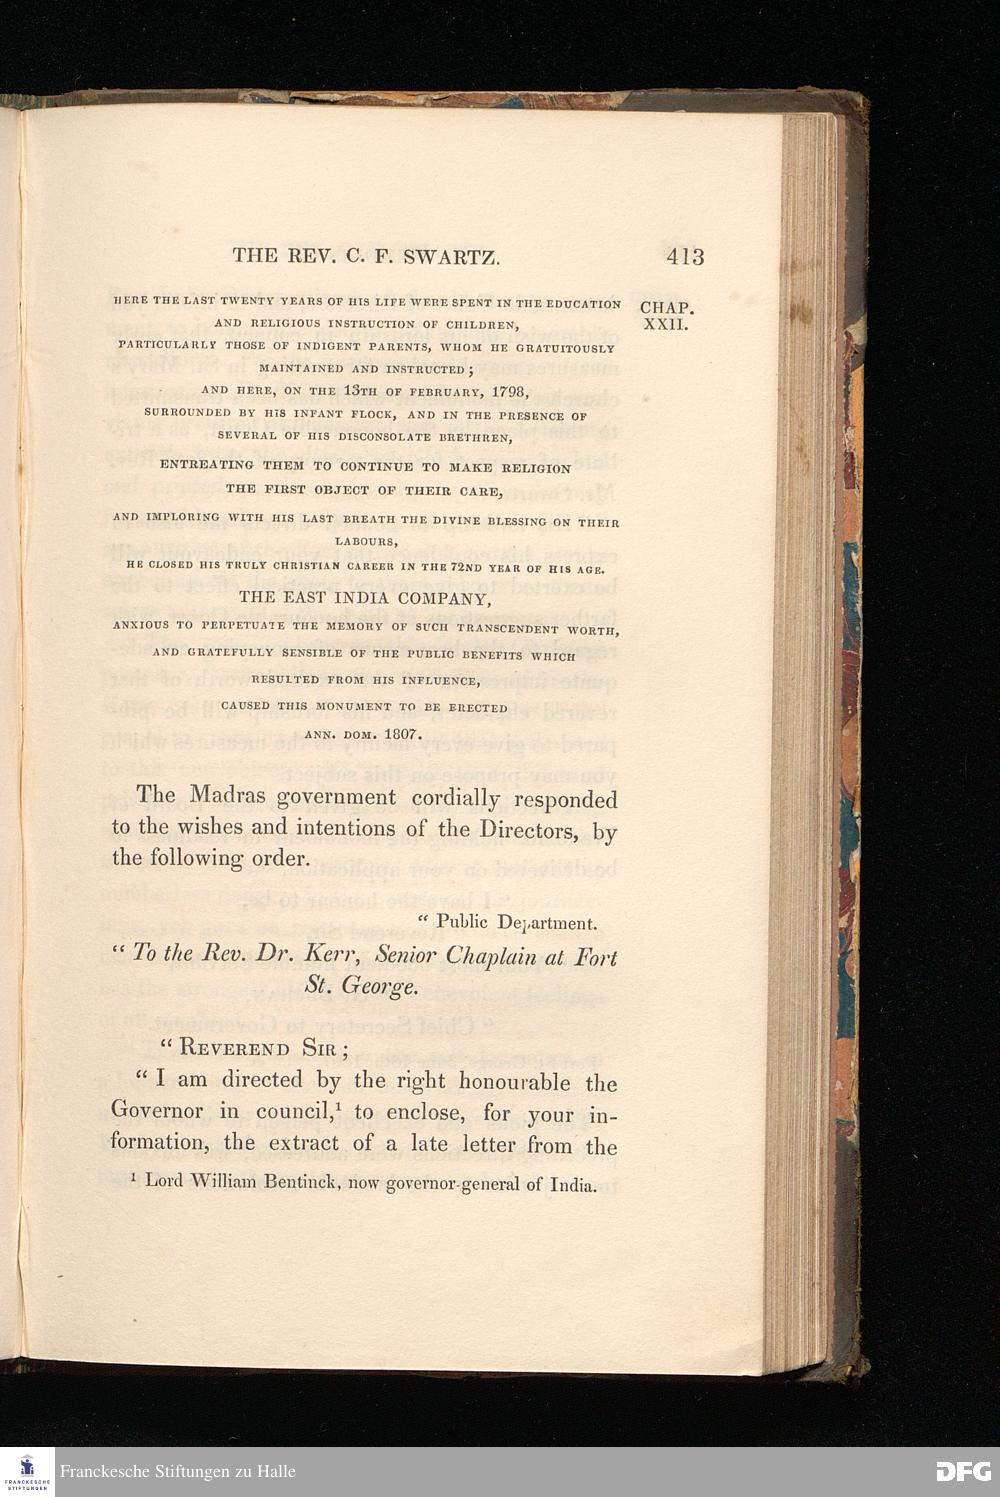 THE REV. C. F. SWARTZ. 413
CHAP. XXII.
HERE THE LAST TWENTY YEARS OF HIS LIFE WERE SPENT IN THE EDUCATION
AND RELIGIOUS INSTRUCTION OF CHILDREN,
PARTICULARLY THOSE OF INDIGENT PARENTS, WHOM HE GRATUITOUSLY
MAINTAINED AND INSTRUCTED;
AND HERE, ON THE 13TH OF FEBRUARY, 1798,
SURROUNDED BY HIS INFANT FLOCK, AND IN THE PRESENCE OF
SEVERAL OF HIS DISCONSOLATE BRETHREN,
ENTREATING THEM TO CONTINUE TO MAKE RELIGION
THE FIRST OBJECT OF THEIR CARE,
AND IMPLORING WITH HIS LAST BREATH THE DIVINE BLESSING ON THEIR
LABOURS,
HE CLOSED HIS TRULY CHRISTIAN CAREER IN THE 72ND YEAR OF HIS AGE.
THE EAST INDIA COMPANY,
ANXIOUS TO PERPETUATE THE MEMORY OF SUCH TRANSCENDENT WORTH,
AND GRATEFULLY SENSIBLE OF THE PUBLIC BENEFITS WHICH
RESULTED FROM HIS INFLUENCE,
CAUSED THIS MONUMENT TO BE ERECTED
ANN. DOM. 1807.
The Madras government cordially responded
to the wishes and intentions of the Directors, by
the following order.
“ Public Department.
“ To the Rev. Dr. Kerr, Senior Chaplain at Fort
St. George.
“ REVEREND SIR;
“ I am directed by the right honourable the
Governor in council,¹ to enclose, for your in-
formation, the extract of a late letter from the
¹ Lord William Bentinck, now governor-general of India.
FRANCKESCHE
STIFTUNGEN
Franckesche Stiftungen zu Halle
DFG